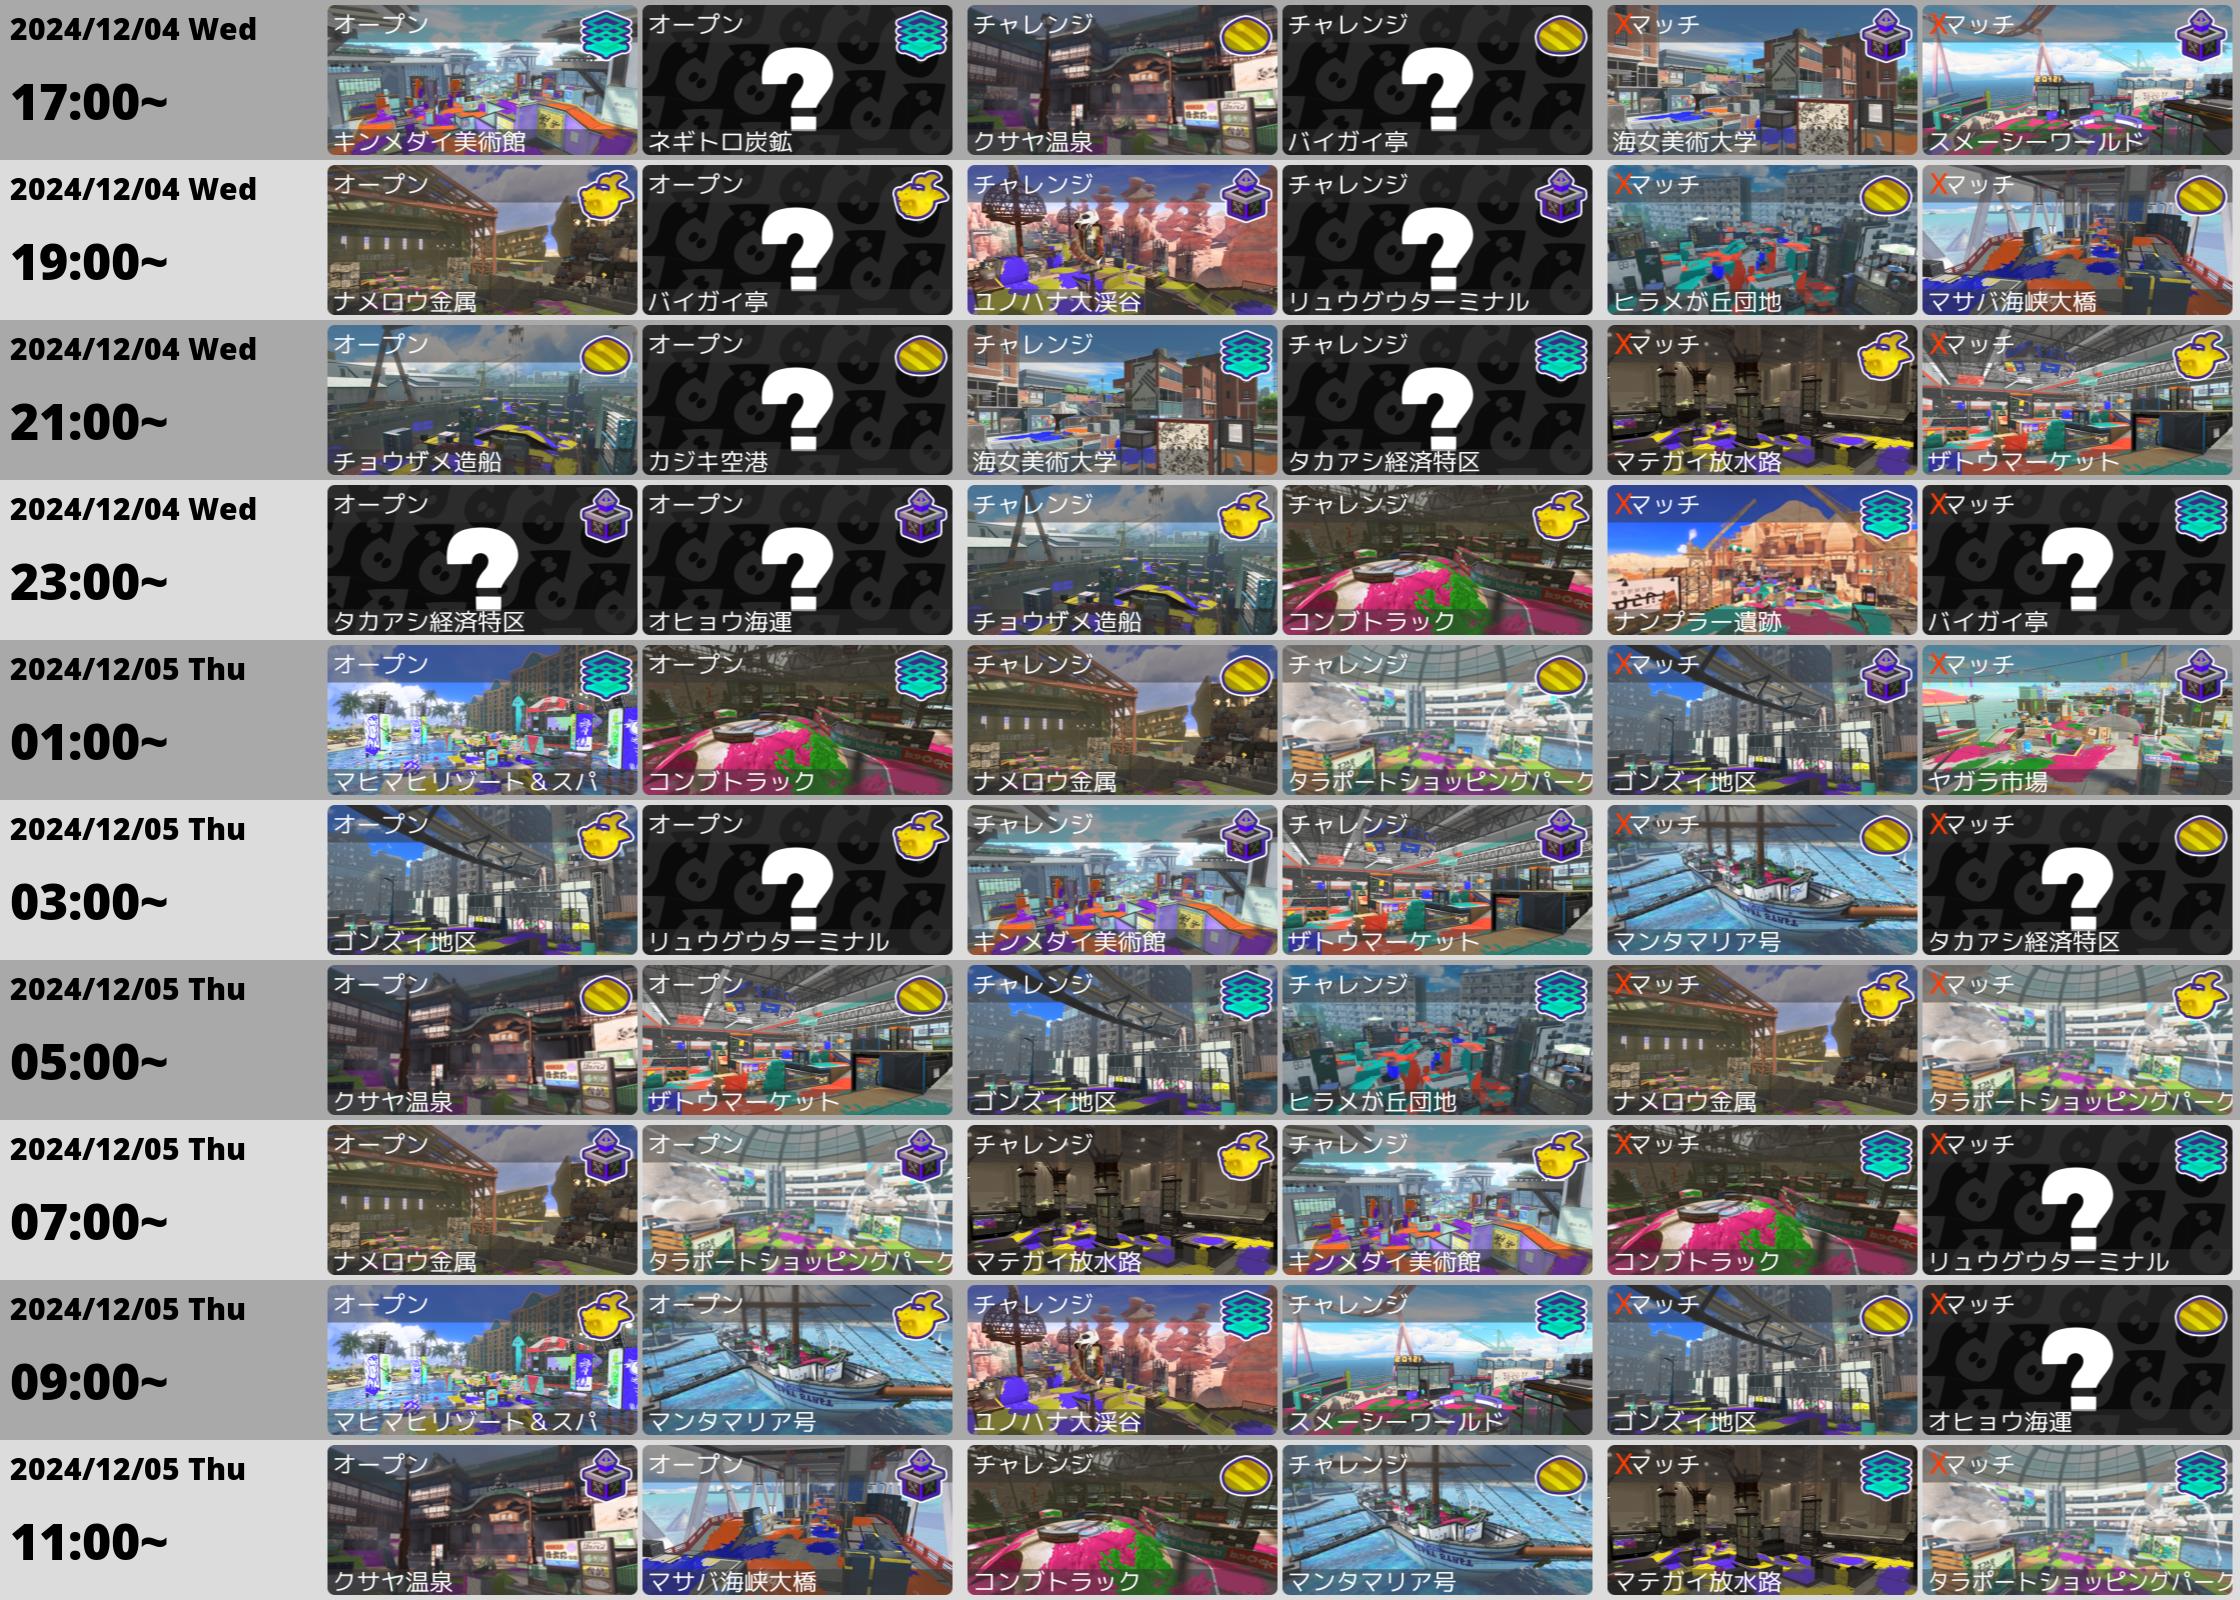 2024/12/04 Wed
17:00~
オープン
キンメダイ美術館
オープン
ネギトロ炭鉱
チャレンジ
クサヤ温泉
チャレンジ
バイガイ亭
Xマッチ
海女美術大学
Xマッチ
スメーシーワールド
2024/12/04 Wed
19:00~
オープン
ナメロウ金属
オープン
バイガイ亭
チャレンジ
ユノハナ大渓谷
チャレンジ
リュウグウターミナル
Xマッチ
ヒラメが丘団地
Xマッチ
マサバ海峡大橋
2024/12/04 Wed
21:00~
オープン
チョウザメ造船
オープン
カジキ空港
チャレンジ
海女美術大学
チャレンジ
タカアシ経済特区
Xマッチ
マテガイ放水路
Xマッチ
ザトウマーケット
2024/12/04 Wed
23:00~
オープン
タカアシ経済特区
オープン
オヒョウ海運
チャレンジ
チョウザメ造船
チャレンジ
コンブトラック
Xマッチ
ナンプラー遺跡
Xマッチ
バイガイ亭
2024/12/05 Thu
01:00~
オープン
マヒマヒリゾート＆スパ
オープン
コンブトラック
チャレンジ
ナメロウ金属
チャレンジ
タラポートショッピングパーク
Xマッチ
ゴンズイ地区
Xマッチ
ヤガラ市場
2024/12/05 Thu
03:00~
オープン
ゴンズイ地区
オープン
リュウグウターミナル
チャレンジ
キンメダイ美術館
チャレンジ
ザトウマーケット
Xマッチ
マンタマリア号
Xマッチ
タカアシ経済特区
2024/12/05 Thu
05:00~
オープン
クサヤ温泉
オープン
ザトウマーケット
チャレンジ
ゴンズイ地区
チャレンジ
ヒラメが丘団地
Xマッチ
ナメロウ金属
Xマッチ
タラポートショッピングパーク
2024/12/05 Thu
07:00~
オープン
ナメロウ金属
オープン
タラポートショッピングパーク
チャレンジ
マテガイ放水路
チャレンジ
キンメダイ美術館
Xマッチ
コンブトラック
Xマッチ
リュウグウターミナル
2024/12/05 Thu
09:00~
オープン
マヒマヒリゾート＆スパ
オープン
マンタマリア号
チャレンジ
ユノハナ大渓谷
チャレンジ
スメーシーワールド
Xマッチ
ゴンズイ地区
Xマッチ
オヒョウ海運
2024/12/05 Thu
11:00~
オープン
クサヤ温泉
オープン
マサバ海峡大橋
チャレンジ
コンブトラック
チャレンジ
マンタマリア号
Xマッチ
マテガイ放水路
Xマッチ
タラポートショッピングパーク